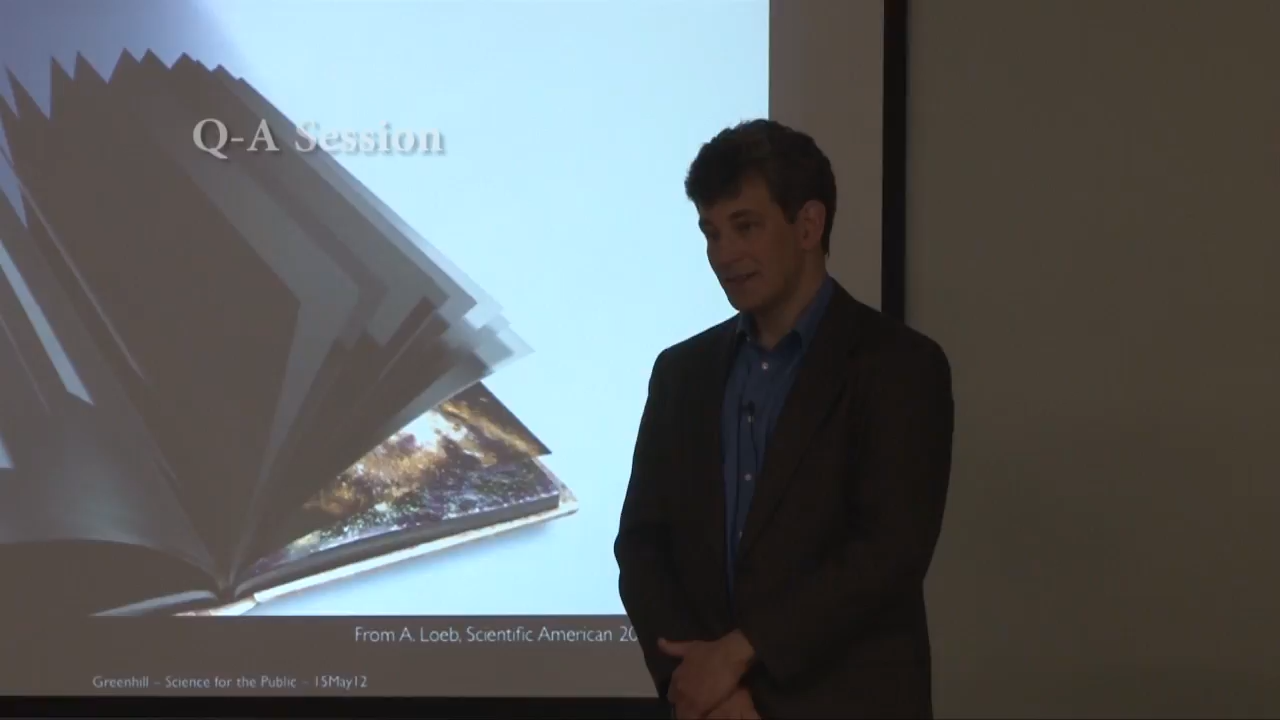 Q-A Session
From A. Loeb, Scientific American 20
Greenhill – Science for the Public – 15May12